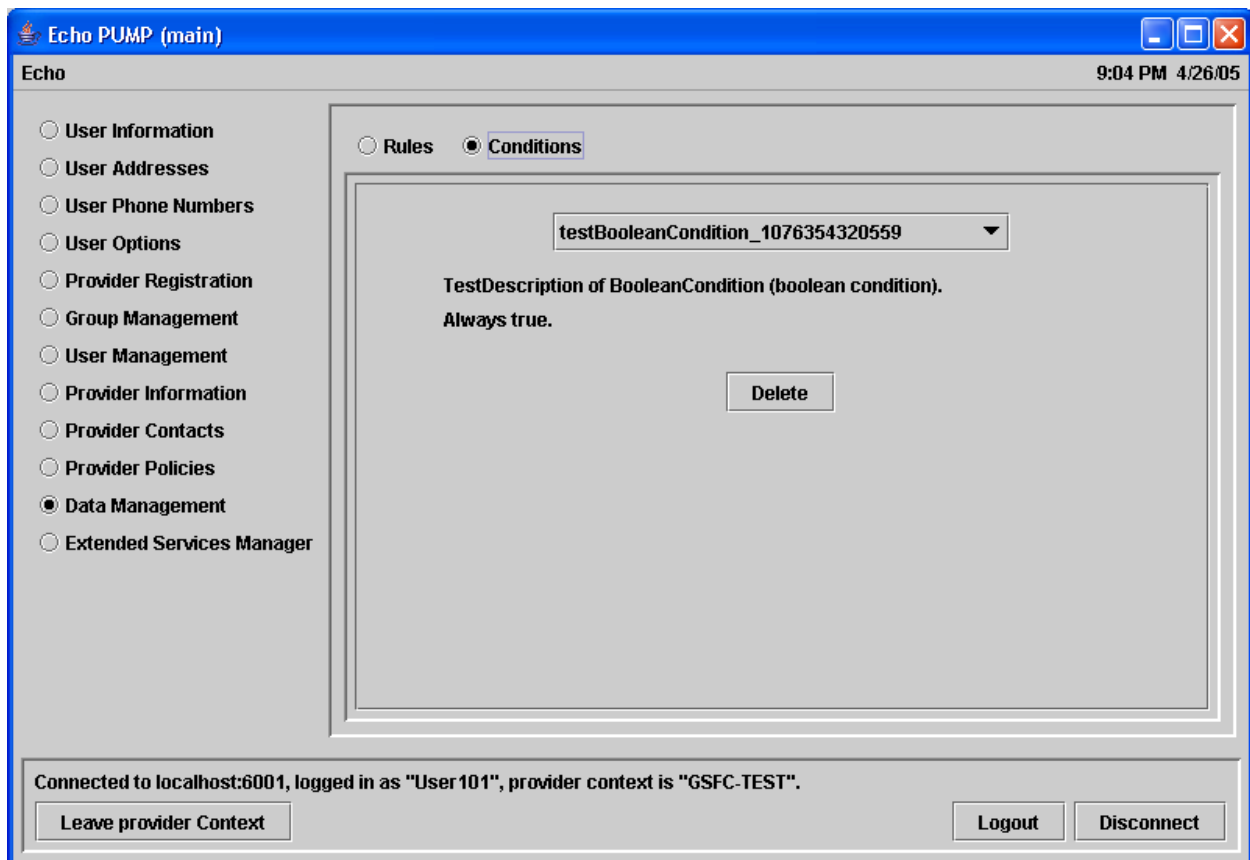 Echo PUMP (main)
Echo
9:04 PM 4/26/05
User Information
User Addresses
User Phone Numbers
User Options
Provider Registration
Group Management
User Management
Provider Information
Provider Contacts
Provider Policies
Data Management
Extended Services Manager
Rules
Conditions
testBooleanCondition_1076354320559
TestDescription of BooleanCondition (boolean condition).
Always true.
Delete
Connected to localhost:6001, logged in as "User101", provider context is "GSFC-TEST".
Leave provider Context
Logout
Disconnect